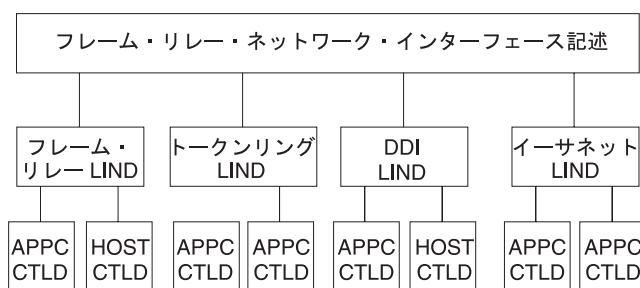 フレーム・リレー・ネットワーク・インターフェース記述
フレーム・
リレー LIND
トークンリング
LIND
DDI
LIND
イーサネット
LIND
APPC
CTLD
HOST
CTLD
APPC
CTLD
APPC
CTLD
APPC
CTLD
HOST
CTLD
APPC
CTLD
APPC
CTLD